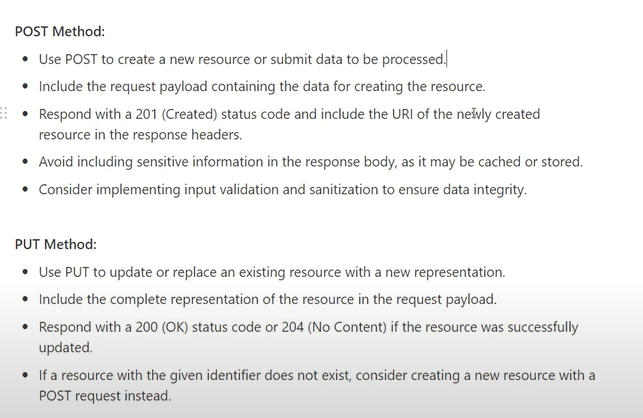 POST Method:
• Use POST to create a new resource or submit data to be processed.
• Include the request payload containing the data for creating the resource.
• Respond with a 201 (Created) status code and include the URI of the newly created
resource in the response headers.
• Avoid including sensitive information in the response body, as it may be cached or stored.
• Consider implementing input validation and sanitization to ensure data integrity.
PUT Method:
• Use PUT to update or replace an existing resource with a new representation.
• Include the complete representation of the resource in the request payload.
• Respond with a 200 (OK) status code or 204 (No Content) if the resource was successfully
updated.
• If a resource with the given identifier does not exist, consider creating a new resource with a
POST request instead.